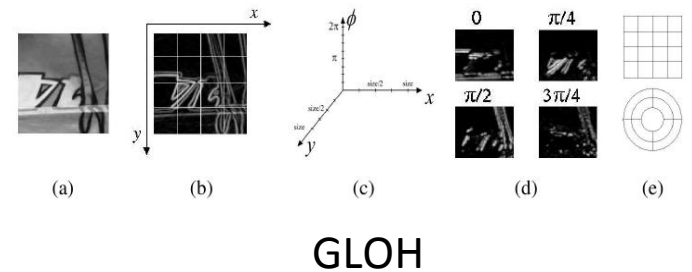 x
y
(a)
(b)
ϕ
2π
π
size/2 size
x
size/2
size
y
(c)
0 π/4
π/2 3π/4
(d)
(e)
GLOH